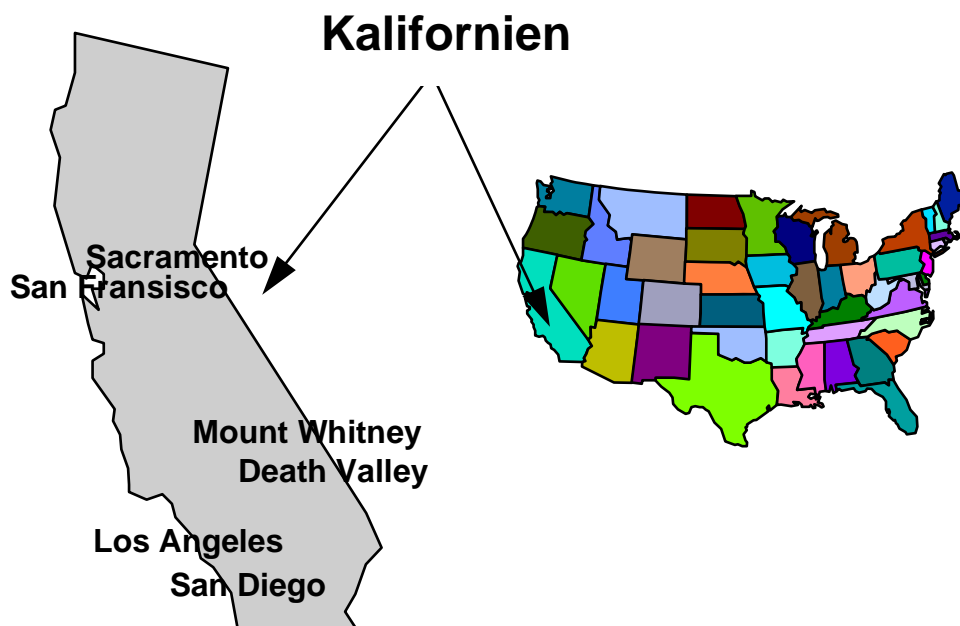 Kalifornien
Sacramento
San Fransisco
Mount Whitney
Death Valley
Los Angeles
San Diego